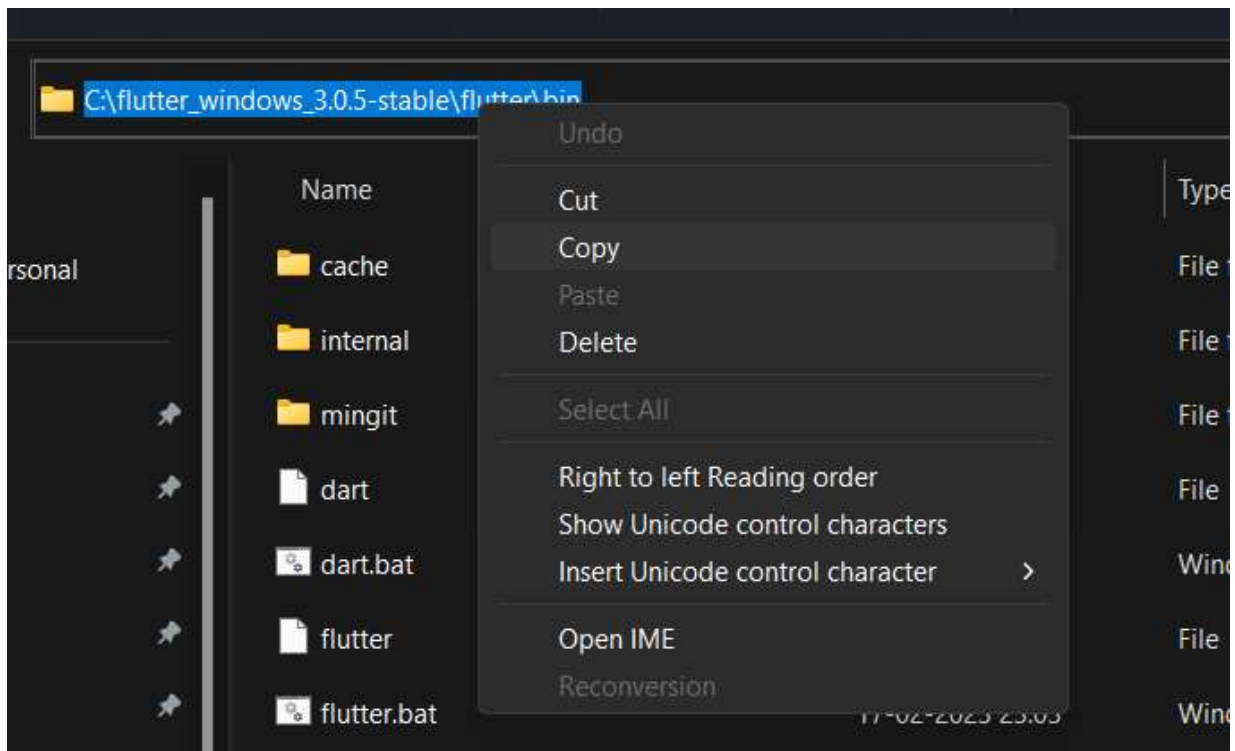 C:\flutter_windows_3.0.5-stable\flutter\bin
Undo
Name
Cut
Type
Copy
rsonal
cache
File
Paste
internal
Delete
File
mingit
Select All
File
dart
Right to left Reading order
File
Show Unicode control characters
dart.bat
Insert Unicode control character
Wind
flutter
Open IME
File
Reconversion
flutter.bat
Wind